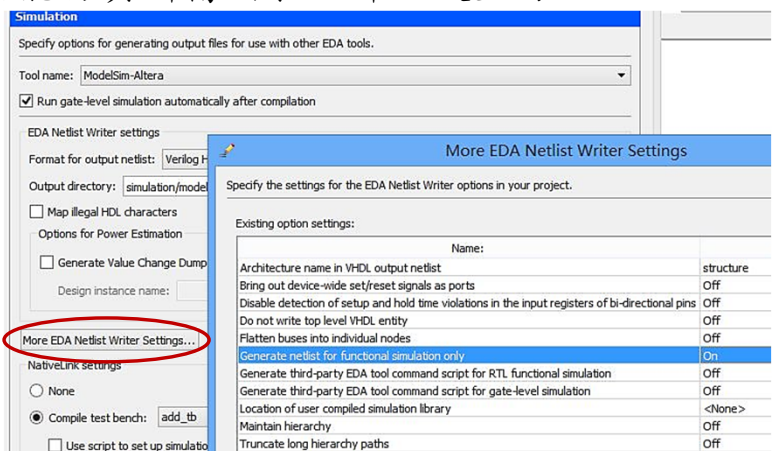 Simulation
Specify options for generating output files for use with other EDA tools.
Tool name: ModelSim-Altera
Run gate-level simulation automatically after compilation
EDA Netlist Writer settings
Format for output netlist: Verilog H
Output directory: simulation/model
Map illegal HDL characters
Options for Power Estimation
Generate Value Change Dump
Design instance name:
More EDA Netlist Writer Settings...
NativeLink settings
None
Compile test bench: add_tb
Use script to set up simulatio
More EDA Netlist Writer Settings
Specify the settings for the EDA Netlist Writer options in your project.
Existing option settings:
Name:
Architecture name in VHDL output netlist structure
Bring out device-wide set/reset signals as ports Off
Disable detection of setup and hold time violations in the input registers of bi-directional pins Off
Do not write top level VHDL entity Off
Flatten buses into individual nodes Off
Generate netlist for functional simulation only On
Generate third-party EDA tool command script for RTL functional simulation Off
Generate third-party EDA tool command script for gate-level simulation Off
Location of user compiled simulation library <None>
Maintain hierarchy Off
Truncate long hierarchy paths Off